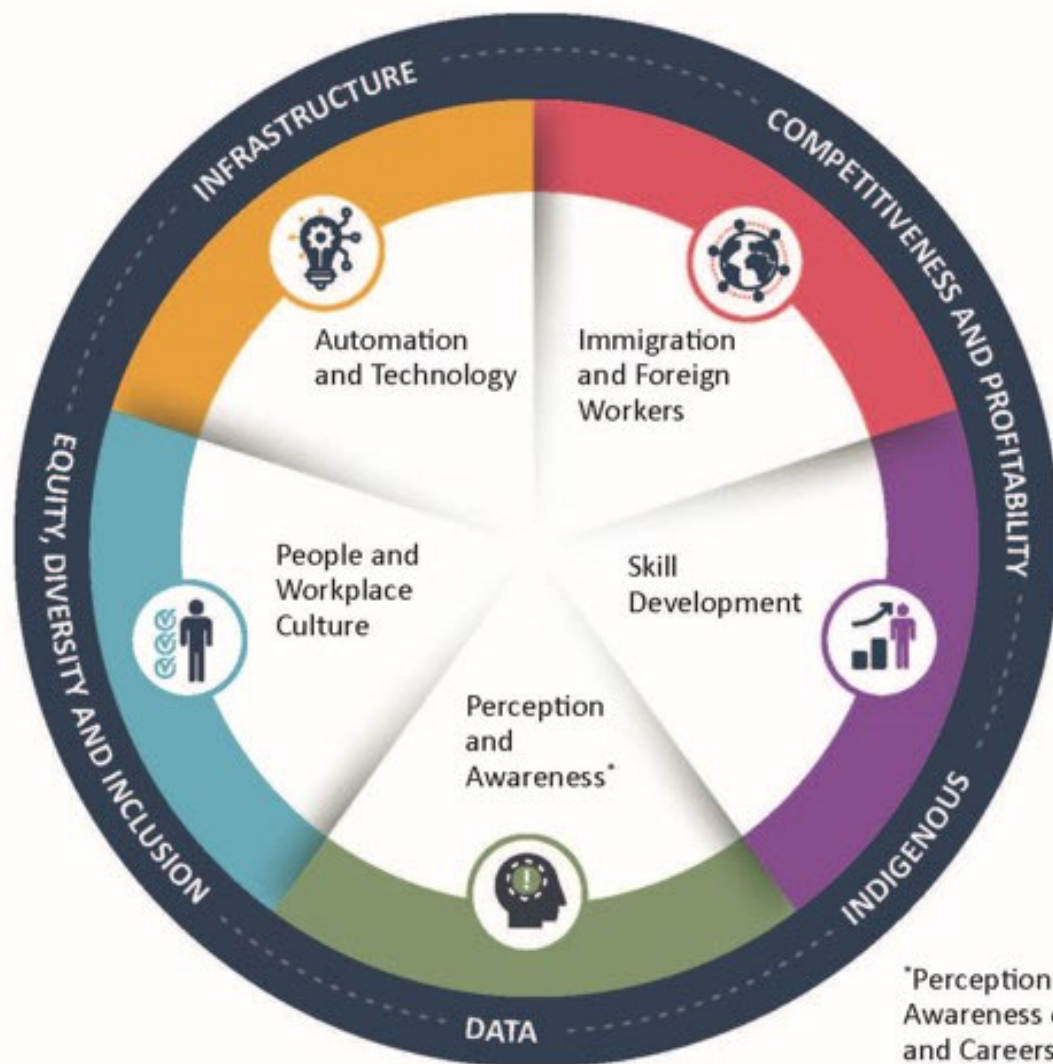 INFRASTRUCTURE
COMPETITIVENESS AND PROFITABILITY
Automation
and Technology
Immigration
and Foreign
Workers
EQUITY, DIVERSITY AND INCLUSION
People and
Workplace
Culture
Skill
Development
Perception
and
Awareness*
INDIGENOUS
DATA
*Perception
Awareness
and Careers